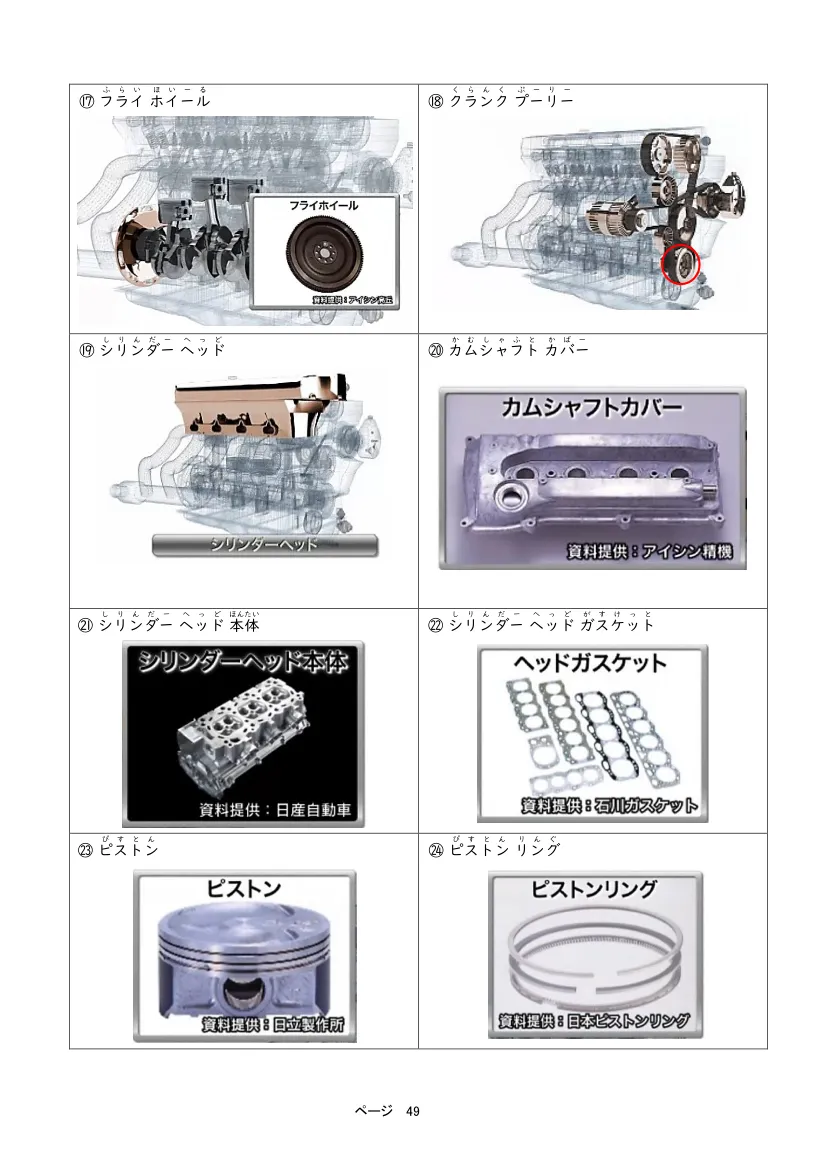 ふらい ほいーる
⑰ フライ ホイール
フライホイール
資料提供：アイシン高丘
くらんく ぷーりー
⑱ クランク プーリー
しりんだー へっど
⑲ シリンダー ヘッド
シリンダーヘッド
かむしゃふと かばー
⑳ カムシャフト カバー
カムシャフトカバー
資料提供：アイシン精機
しりんだー へっど ほんたい
㉑ シリンダー ヘッド 本体
シリンダーヘッド本体
資料提供：日産自動車
しりんだー へっど がすけっと
㉒ シリンダー ヘッド ガスケット
ヘッドガスケット
資料提供：石川ガスケット
ぴすとん
㉓ ピストン
ピストン
資料提供：日立製作所
ぴすとん りんぐ
㉔ ピストン リング
ピストンリング
資料提供：日本ピストンリング
ページ 49